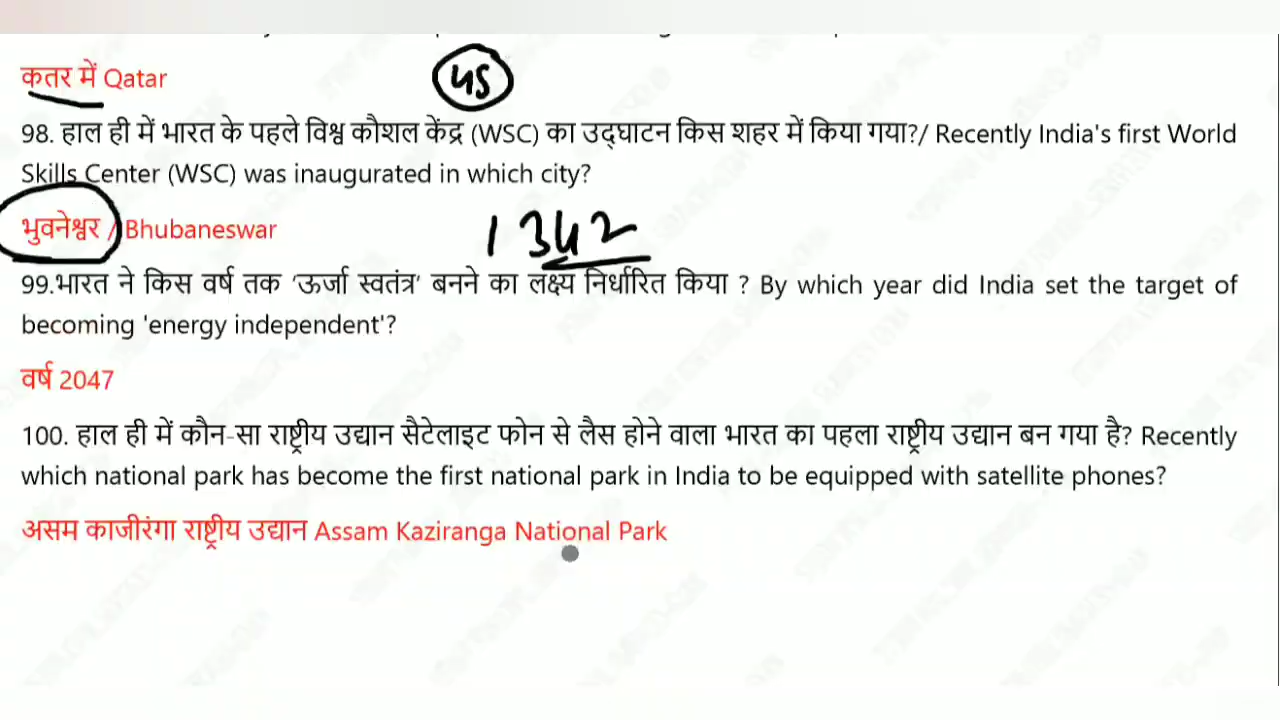 कतर में Qatar
45
98. हाल ही में भारत के पहले विश्व कौशल केंद्र (WSC) का उद्घाटन किस शहर में किया गया?/ Recently India's first World
Skills Center (WSC) was inaugurated in which city?
भुवनेश्वर / Bhubaneswar
1342
99.भारत ने किस वर्ष तक ‘ऊर्जा स्वतंत्र’ बनने का लक्ष्य निर्धारित किया ? By which year did India set the target of
becoming 'energy independent'?
वर्ष 2047
100. हाल ही में कौन-सा राष्ट्रीय उद्यान सैटेलाइट फोन से लैस होने वाला भारत का पहला राष्ट्रीय उद्यान बन गया है? Recently
which national park has become the first national park in India to be equipped with satellite phones?
असम काजीरंगा राष्ट्रीय उद्यान Assam Kaziranga National Park